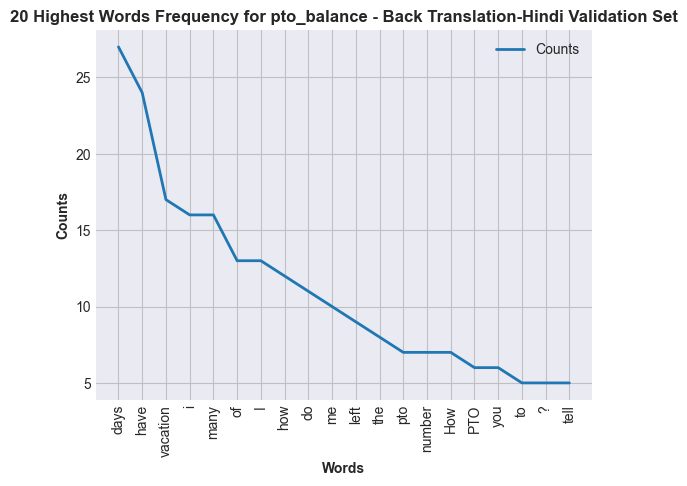 20 Highest Words Frequency for pto_balance - Back Translation-Hindi Validation Set
Counts
25
20
15
10
5
Counts
days
have
vacation
i
many
of
I
how
do
me
left
the
pto
number
How
PTO
you
to
?
tell
Words